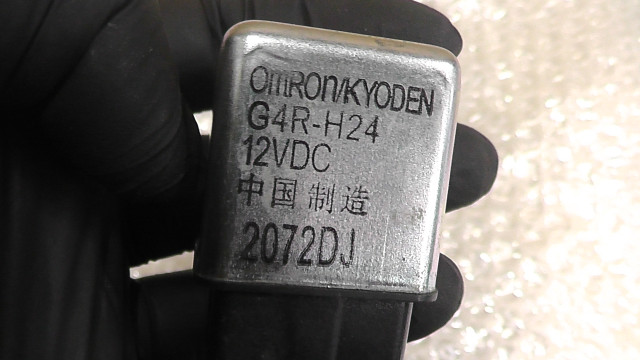 OmRon/KYODEN
G4R-H24
12VDC
中国制造
2072DJ